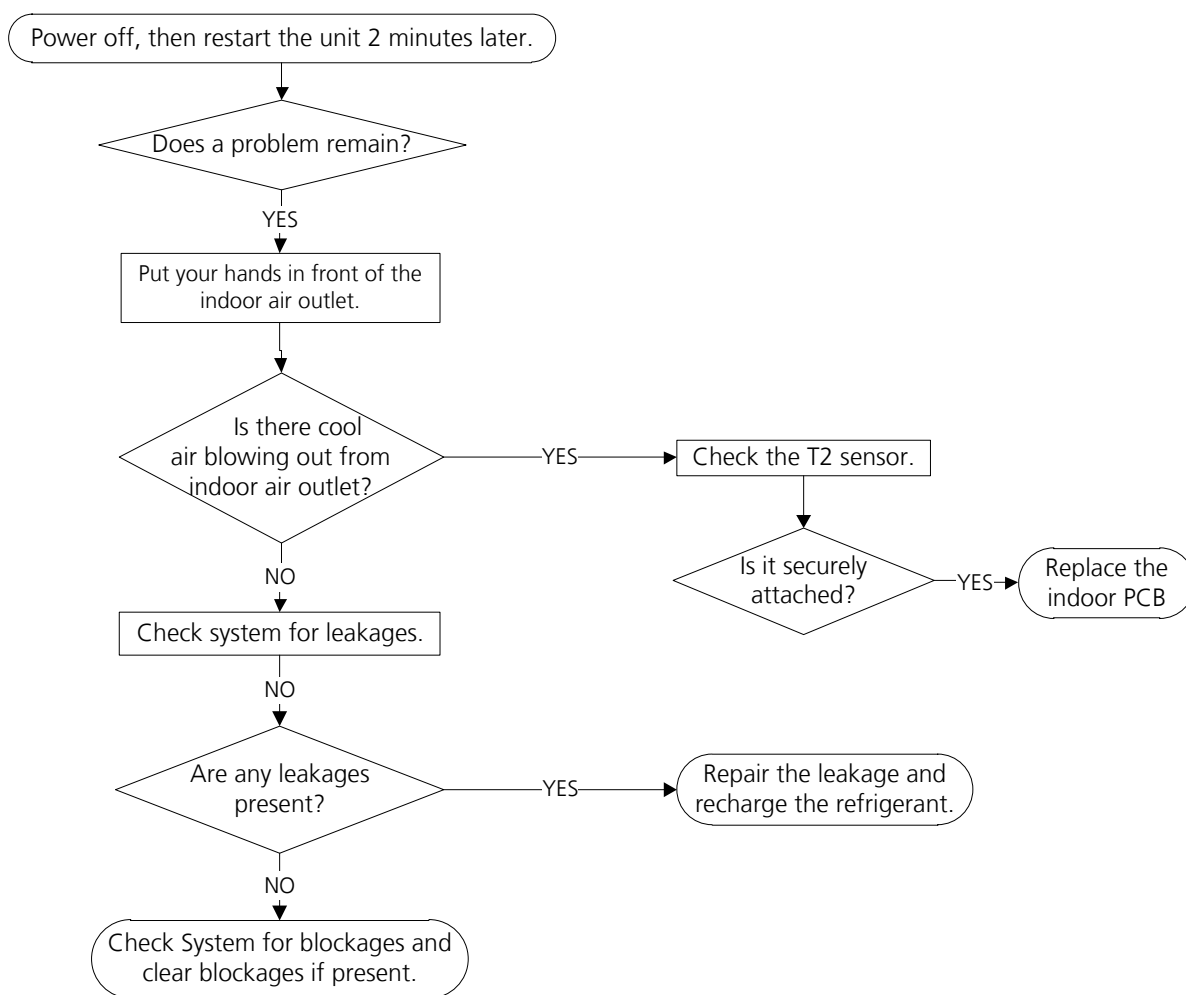 Power off, then restart the unit 2 minutes later.
Does a problem remain?
YES
Put your hands in front of the
indoor air outlet.
Is there cool
air blowing out from
indoor air outlet?
YES
Check the T2 sensor.
Is it securely
attached?
YES
Replace the
indoor PCB
NO
Check system for leakages.
NO
Are any leakages
present?
YES
Repair the leakage and
recharge the refrigerant.
NO
Check System for blockages and
clear blockages if present.